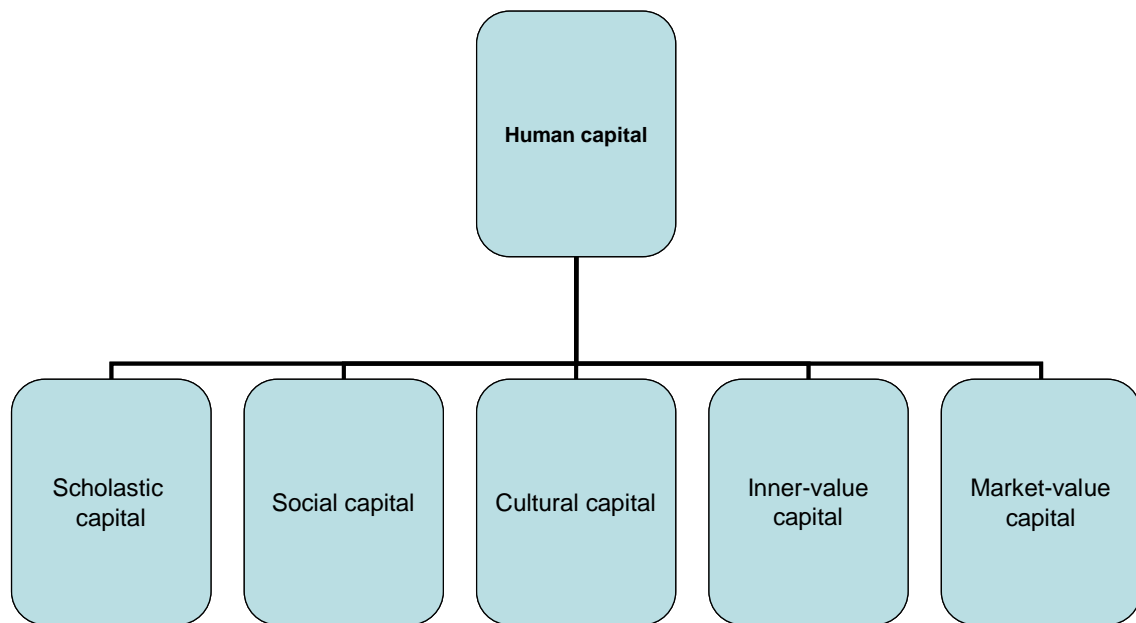 Human capital
Scholastic
capital
Social capital
Cultural capital
Inner-value
capital
Market-value
capital